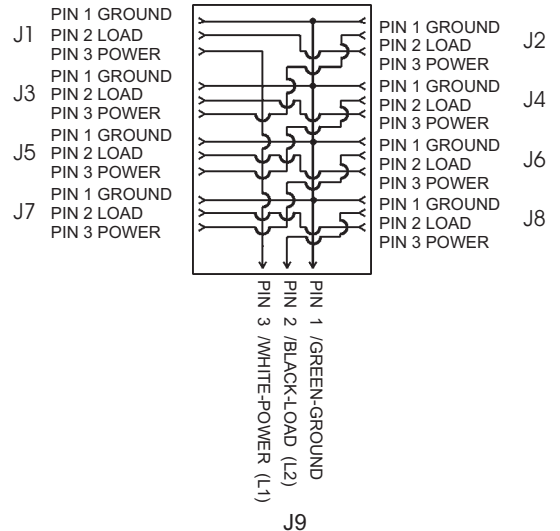 J1
PIN 1 GROUND
PIN 2 LOAD
PIN 3 POWER
J3
PIN 1 GROUND
PIN 2 LOAD
PIN 3 POWER
J5
PIN 1 GROUND
PIN 2 LOAD
PIN 3 POWER
J7
PIN 1 GROUND
PIN 2 LOAD
PIN 3 POWER
PIN 1 GROUND
PIN 2 LOAD
PIN 3 POWER
J2
PIN 1 GROUND
PIN 2 LOAD
PIN 3 POWER
J4
PIN 1 GROUND
PIN 2 LOAD
PIN 3 POWER
J6
PIN 1 GROUND
PIN 2 LOAD
PIN 3 POWER
J8
PIN 3 /WHITE-POWER (L1)
PIN 2 /BLACK-LOAD (L2)
PIN 1 /GREEN-GROUND
J9